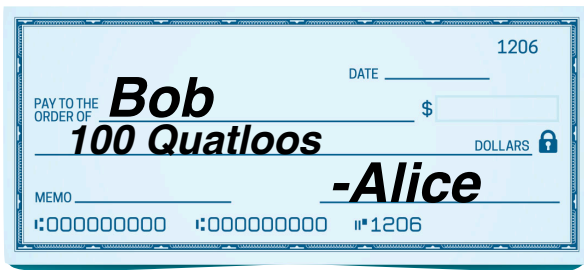 1206
DATE
PAY TO THE
ORDER OF Bob $
100 Quatloos DOLLARS
MEMO -Alice
⑆000000000 ⑆000000000 ⑈1206